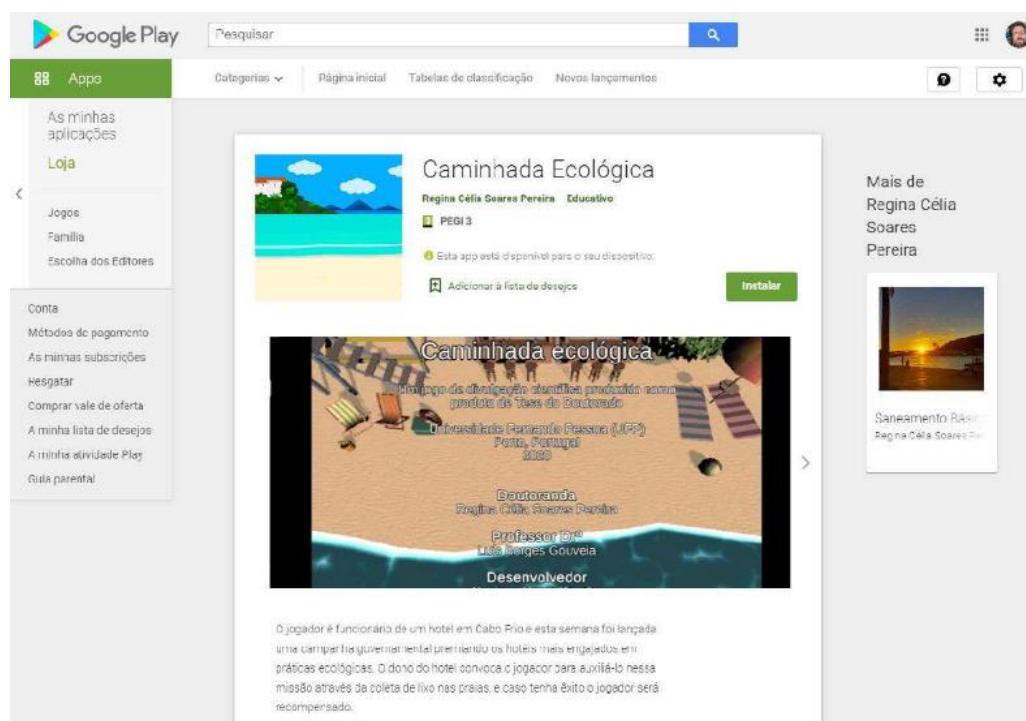 Google Play
Pesquisar
Apps
Categorias
Página inicial
Tabelas de classificação
Novos lançamentos
As minhas
aplicações
Loja
Jogos
Família
Escolha dos Editores
Conta
Métodos de pagamento
As minhas subscrições
Resgatar
Comprar vale de oferta
A minha lista de desejos
A minha atividade Play
Guia parental
Caminhada Ecológica
Regina Célia Soares Pereira Educativo
PEGI 3
Esta app está disponível para o seu dispositivo.
Adicionar à lista de desejos
Instalar
Caminhada ecológica
Um jogo de divulgação científica produzido como
produto de Tese de Doutorado
Universidade Fernando Pessoa (UFP)
Porto, Portugal
2020
Doutoranda
Regina Célia Soares Pereira
Professor Drº
Luis Borges Gouveia
Desenvolvedor
O jogador é funcionário de um hotel em Cabo Frio e esta semana foi lançada
uma campanha governamental premiando os hotéis mais engajados em
práticas ecológicas. O dono do hotel convoca o jogador para auxiliá-lo nessa
missão através da coleta de lixo nas praias, e caso tenha êxito o jogador será
recompensado.
Mais de
Regina Célia
Soares
Pereira
Saneamento Bási
Regina Célia Soares Per